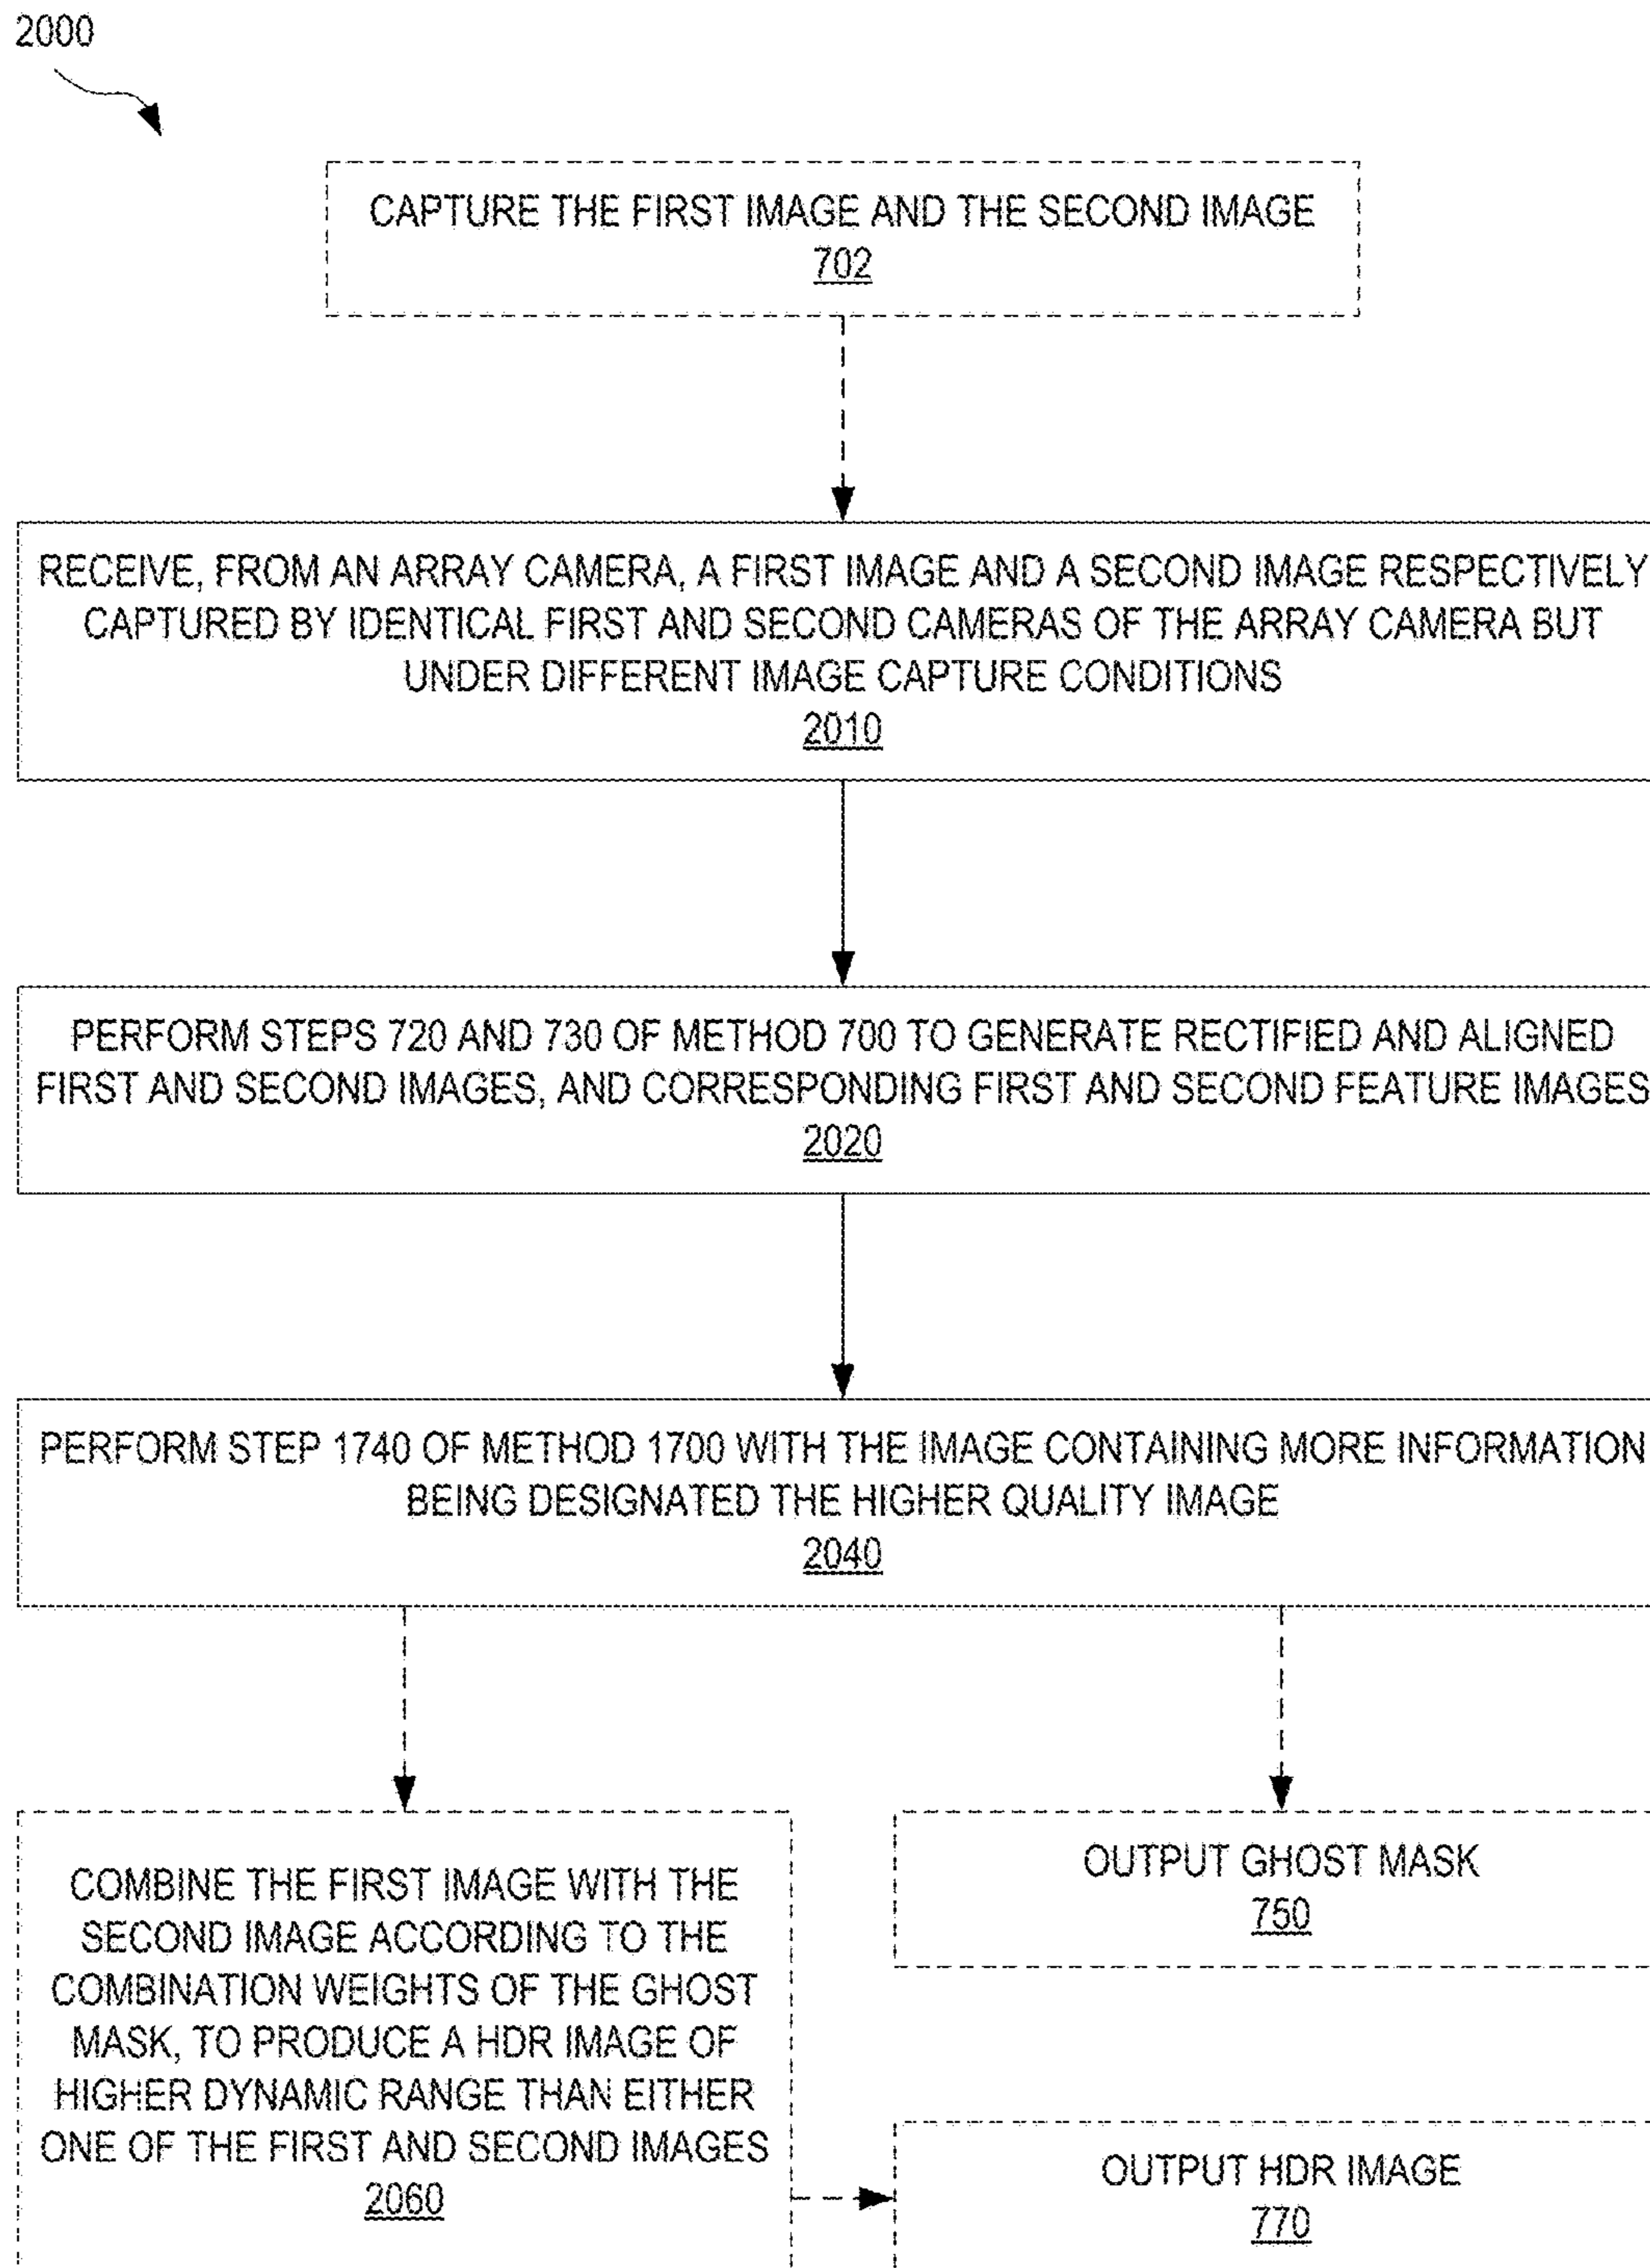 2000
CAPTURE THE FIRST IMAGE AND THE SECOND IMAGE
702
RECEIVE, FROM AN ARRAY CAMERA, A FIRST IMAGE AND A SECOND IMAGE RESPECTIVELY
CAPTURED BY IDENTICAL FIRST AND SECOND CAMERAS OF THE ARRAY CAMERA BUT
UNDER DIFFERENT IMAGE CAPTURE CONDITIONS
2010
PERFORM STEPS 720 AND 730 OF METHOD 700 TO GENERATE RECTIFIED AND ALIGNED
FIRST AND SECOND IMAGES, AND CORRESPONDING FIRST AND SECOND FEATURE IMAGES
2020
PERFORM STEP 1740 OF METHOD 1700 WITH THE IMAGE CONTAINING MORE INFORMATION
BEING DESIGNATED THE HIGHER QUALITY IMAGE
2040
COMBINE THE FIRST IMAGE WITH THE
SECOND IMAGE ACCORDING TO THE
COMBINATION WEIGHTS OF THE GHOST
MASK, TO PRODUCE A HDR IMAGE OF
HIGHER DYNAMIC RANGE THAN EITHER
ONE OF THE FIRST AND SECOND IMAGES
2060
OUTPUT GHOST MASK
750
OUTPUT HDR IMAGE
770